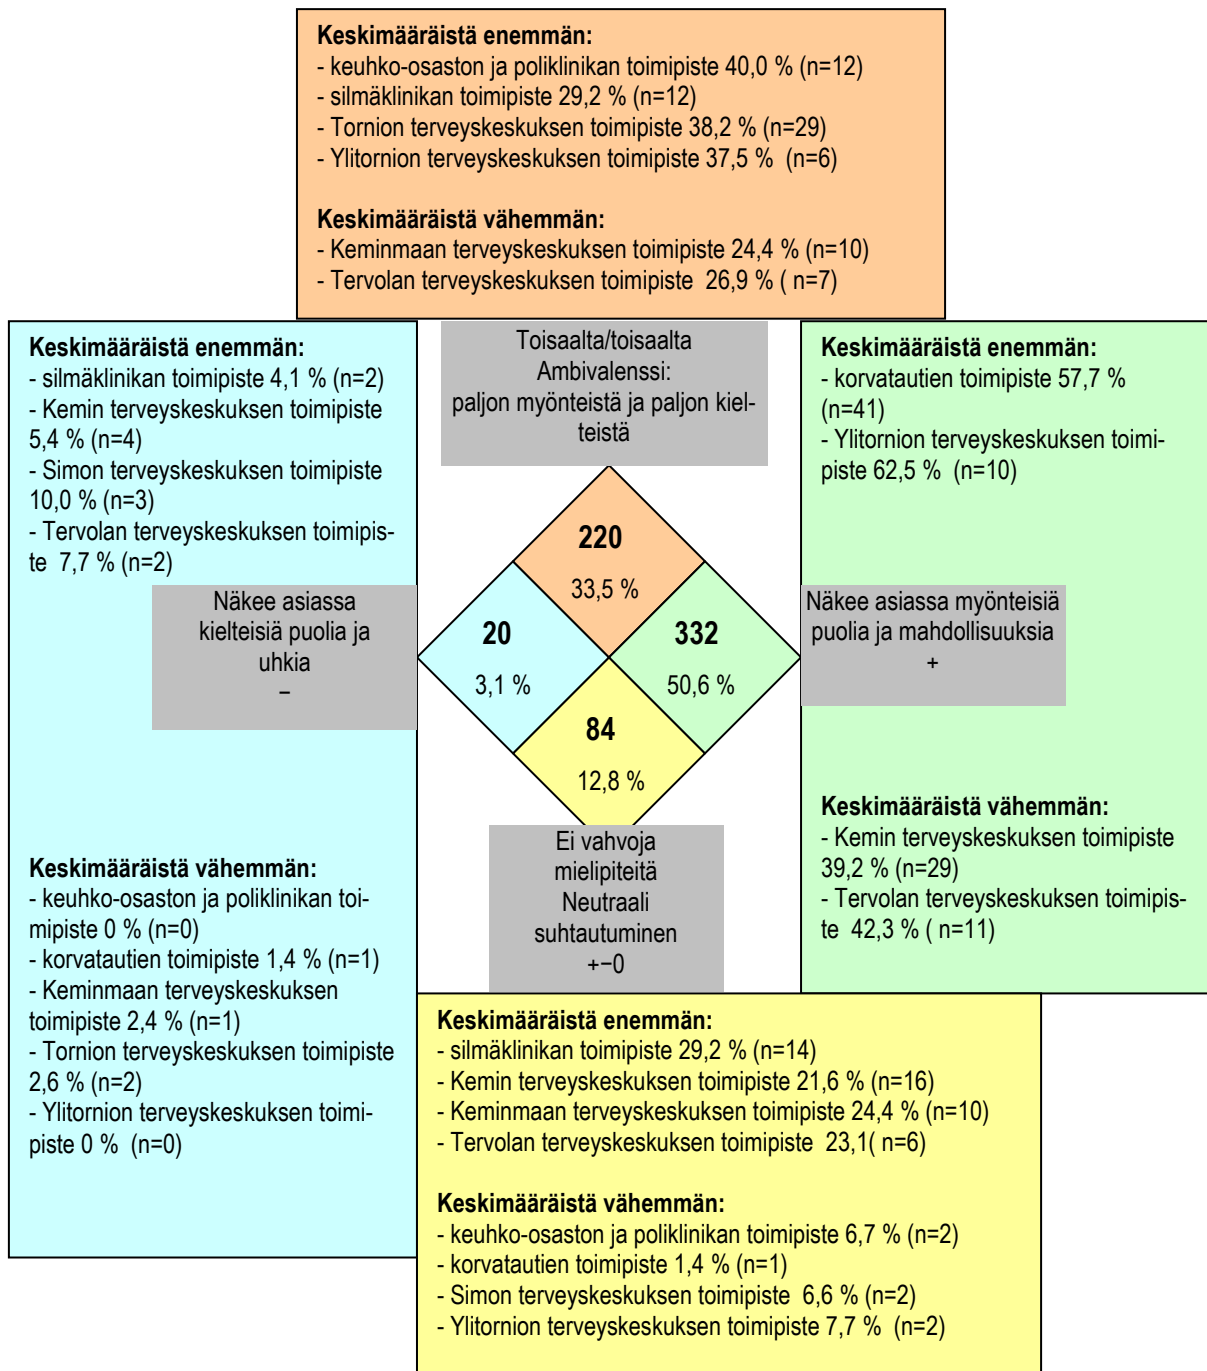 Keskimääräistä enemmän:
- keuhko-osaston ja poliklinikan toimipiste 40,0 % (n=12)
- silmäklinikan toimipiste 29,2 % (n=12)
- Tornion terveyskeskuksen toimipiste 38,2 % (n=29)
- Ylitornion terveyskeskuksen toimipiste 37,5 %  (n=6)
Keskimääräistä vähemmän:
- Keminmaan terveyskeskuksen toimipiste 24,4 % (n=10)
- Tervolan terveyskeskuksen toimipiste  26,9 % ( n=7)
Keskimääräistä enemmän:
- silmäklinikan toimipiste 4,1 % (n=2)
- Kemin terveyskeskuksen toimipiste
5,4 % (n=4)
- Simon terveyskeskuksen toimipiste
10,0 % (n=3)
- Tervolan terveyskeskuksen toimipis-
te  7,7 % (n=2)
Toisaalta/toisaalta
Ambivalenssi:
paljon myönteistä ja paljon kiel-
teistä
Keskimääräistä enemmän:
- korvatautien toimipiste 57,7 %
(n=41)
- Ylitornion terveyskeskuksen toimi-
piste 62,5 %  (n=10)
220
33,5 %
Näkee asiassa
kielteisiä puolia ja
uhkia
−
20
3,1 %
332
50,6 %
Näkee asiassa myönteisiä
puolia ja mahdollisuuksia
+
84
12,8 %
Keskimääräistä vähemmän:
- keuhko-osaston ja poliklinikan toi-
mipiste 0 % (n=0)
- korvatautien toimipiste 1,4 % (n=1)
- Keminmaan terveyskeskuksen
toimipiste 2,4 % (n=1)
- Tornion terveyskeskuksen toimipiste
2,6 % (n=2)
- Ylitornion terveyskeskuksen toimi-
piste 0 %  (n=0)
Ei vahvoja
mielipiteitä
Neutraali
suhtautuminen
+−0
Keskimääräistä vähemmän:
- Kemin terveyskeskuksen toimipiste
39,2 % (n=29)
- Tervolan terveyskeskuksen toimipis-
te  42,3 % ( n=11)
Keskimääräistä enemmän:
- silmäklinikan toimipiste 29,2 % (n=14)
- Kemin terveyskeskuksen toimipiste 21,6 % (n=16)
- Keminmaan terveyskeskuksen toimipiste 24,4 % (n=10)
- Tervolan terveyskeskuksen toimipiste  23,1( n=6)
Keskimääräistä vähemmän:
- keuhko-osaston ja poliklinikan toimipiste 6,7 % (n=2)
- korvatautien toimipiste 1,4 % (n=1)
- Simon terveyskeskuksen toimipiste  6,6 % (n=2)
- Ylitornion terveyskeskuksen toimipiste 7,7 %  (n=2)